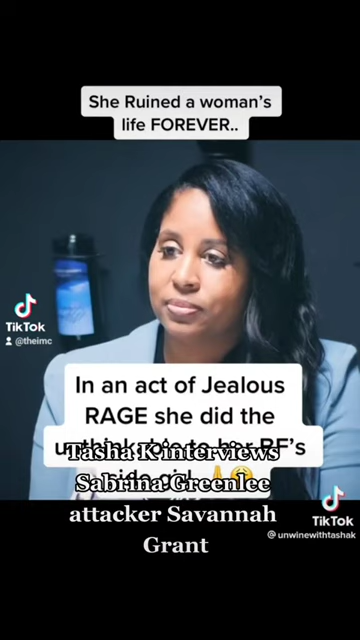 She Ruined a woman's
life FOREVER..
TikTok
@theimc
In an act of Jealous
RAGE she did the
Tasha K interviews
Sabrina Greenlee
attacker Savannah
Grant
TikTok
@ unwinewithtashak